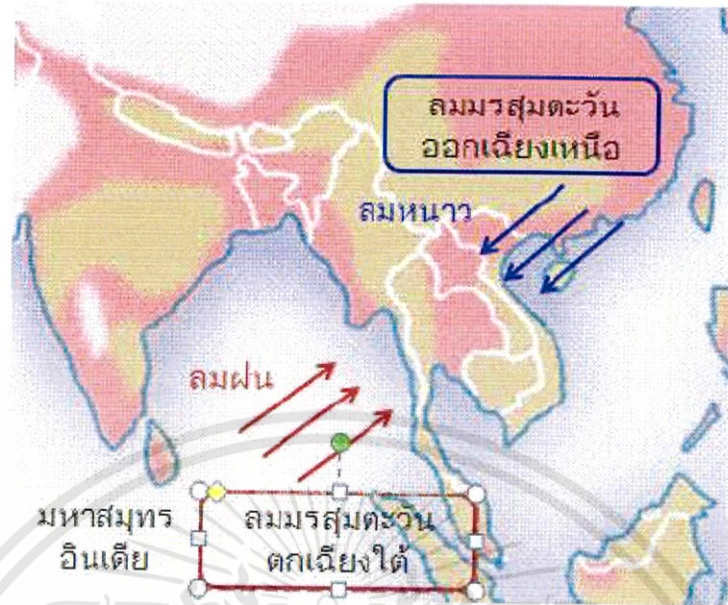 ลมมรสุมตะวัน
ออกเฉียงเหนือ
ลมหนาว
ลมฝน
มหาสมุทร
อินเดีย
ลมมรสุมตะวัน
ตกเฉียงใต้